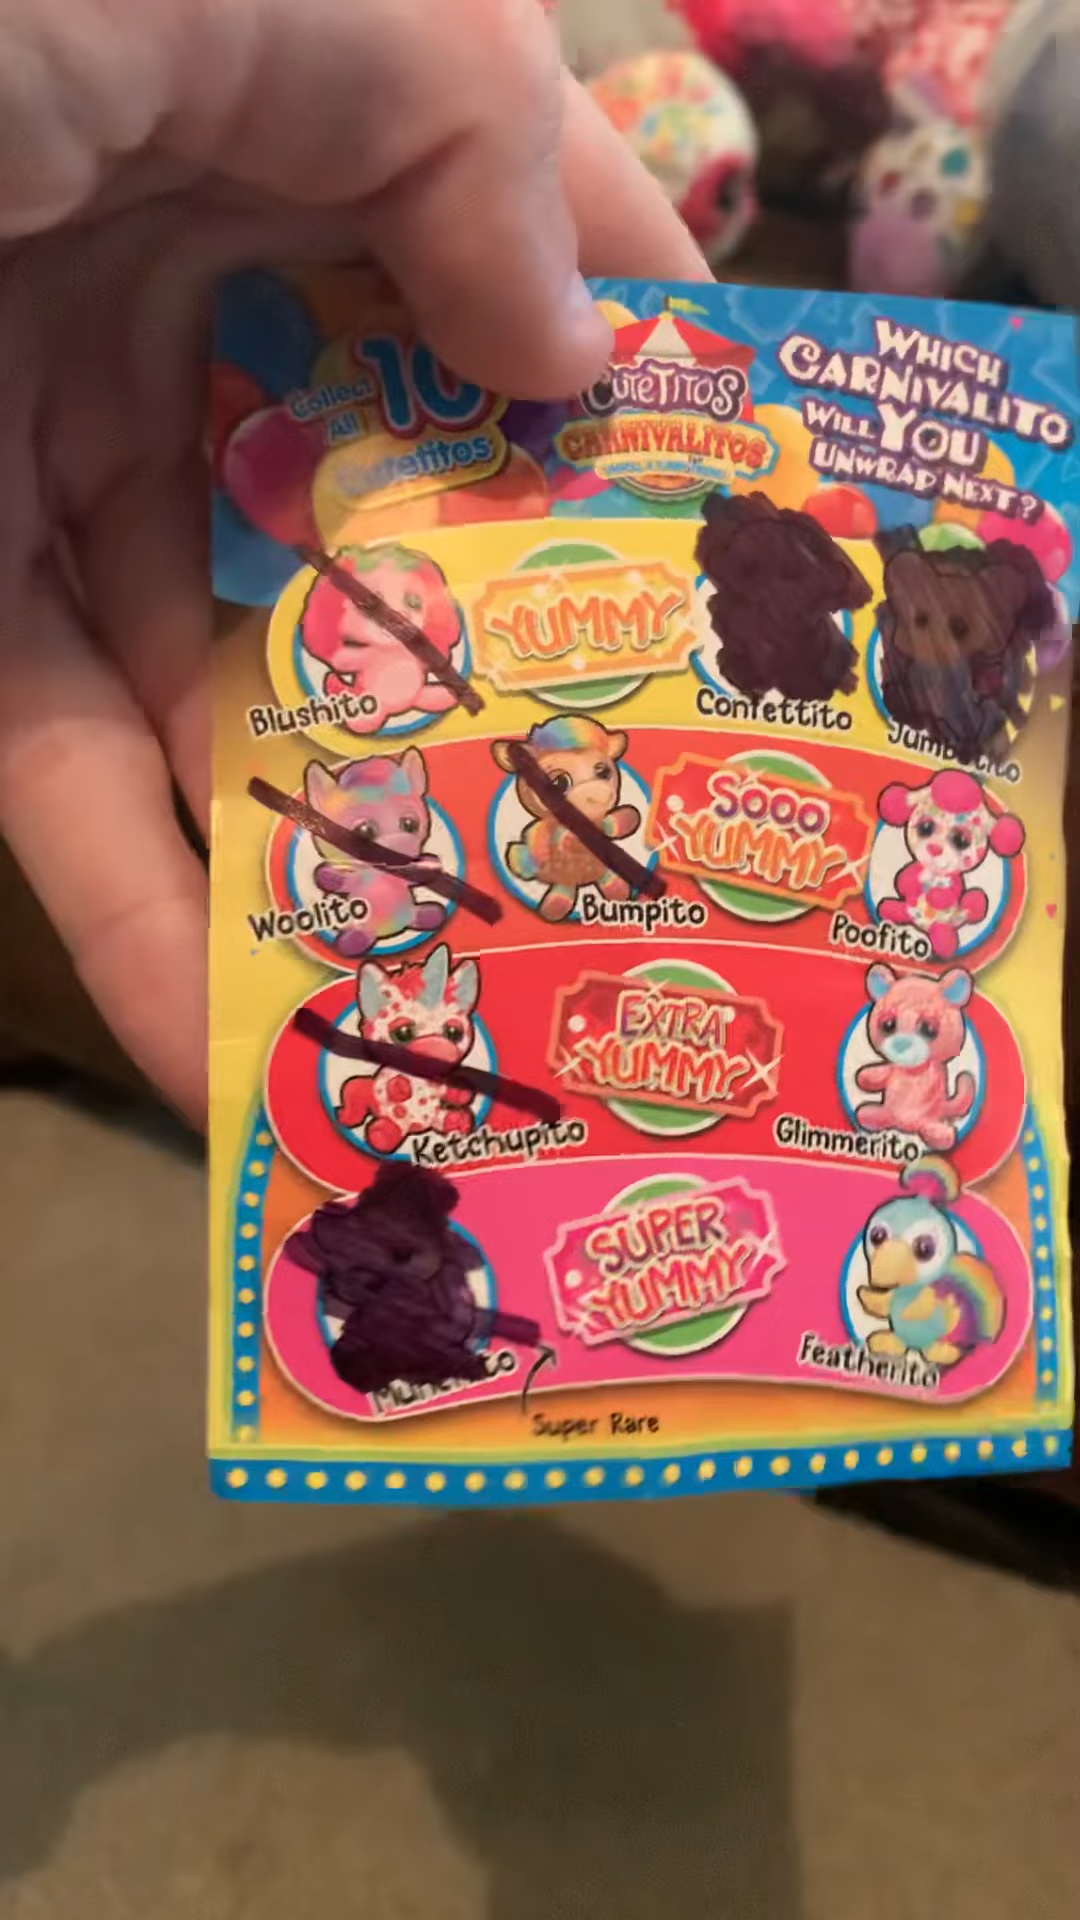 Collect
All
10
Cutetitos
CUTETITOS
CARNIVALITOS
WHICH
CARNIVALITO
WILL YOU
UNWRAP NEXT?
YUMMY
Blushito
Confettito
SOOO
YUMMY
Woolito
Bumpito
Poofito
EXTRA
YUMMY
Ketchupito
Glimmerito
SUPER
YUMMY
Featherito
Super Rare